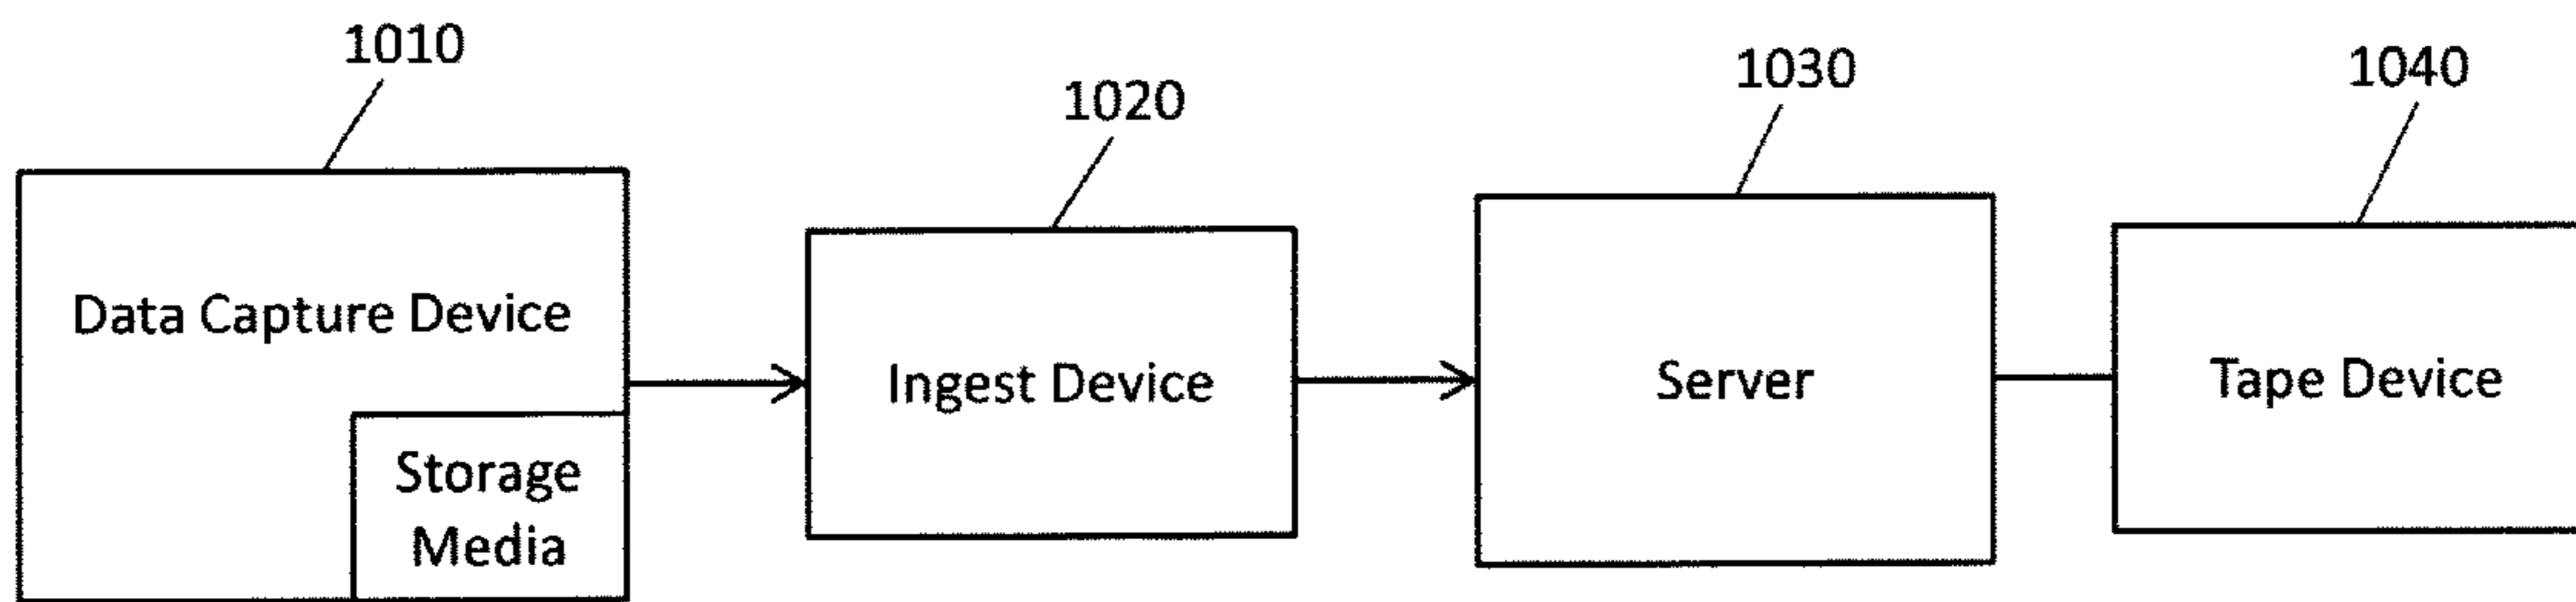 1010
1020
1030
1040
Data Capture Device
Storage
Media
Ingest Device
Server
Tape Device